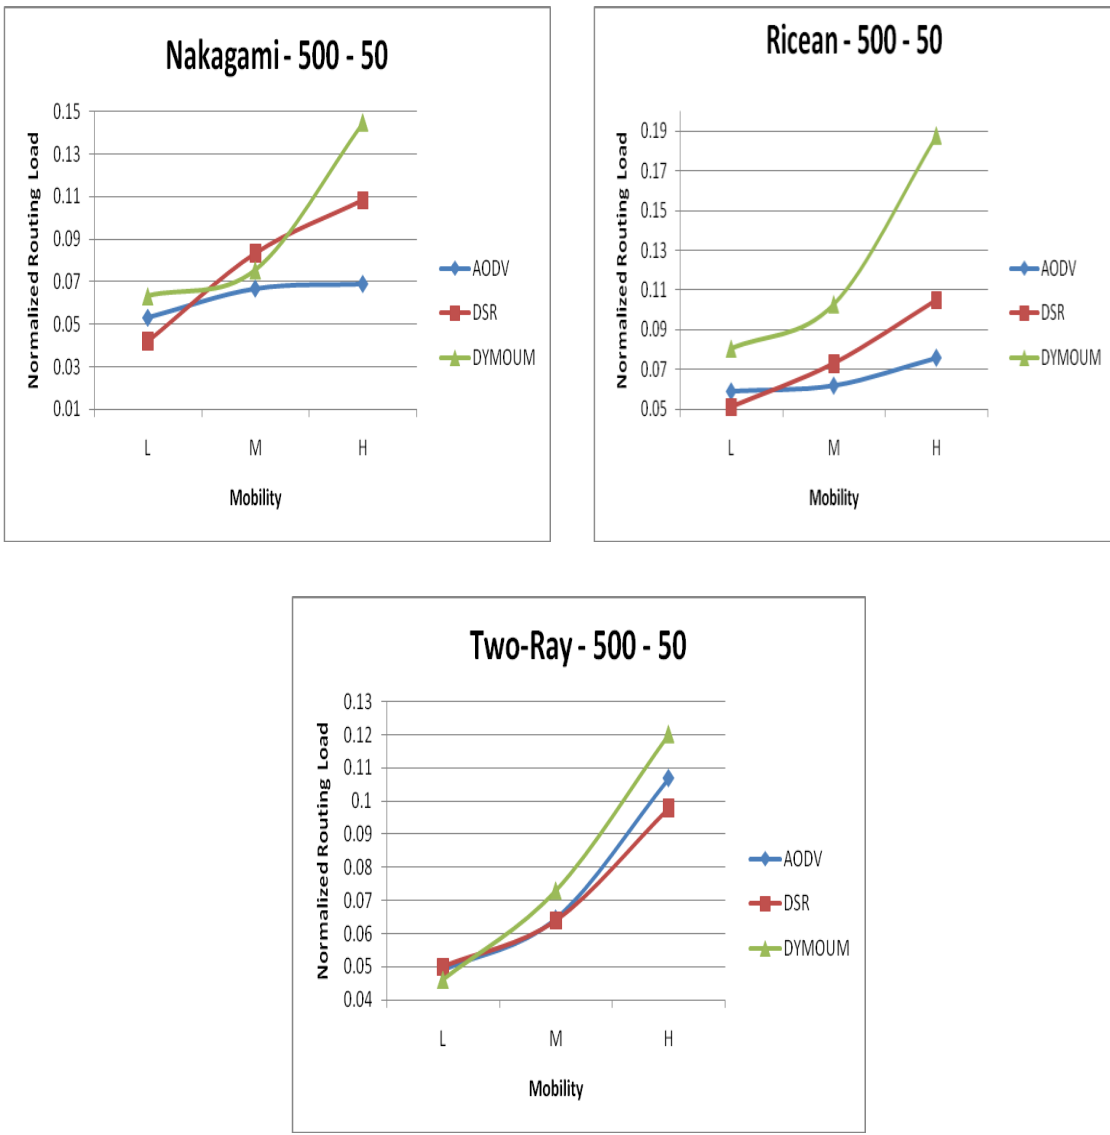 Nakagami - 500 - 50
Normalized Routing Load
0.15
0.13
0.11
0.09
0.07
0.05
0.03
0.01
L M H
Mobility
AODV
DSR
DYMOUM
Ricean - 500 - 50
Normalized Routing Load
0.19
0.17
0.15
0.13
0.11
0.09
0.07
0.05
L M H
Mobility
AODV
DSR
DYMOUM
Two-Ray - 500 - 50
Normalized Routing Load
0.13
0.12
0.11
0.1
0.09
0.08
0.07
0.06
0.05
0.04
L M H
Mobility
AODV
DSR
DYMOUM